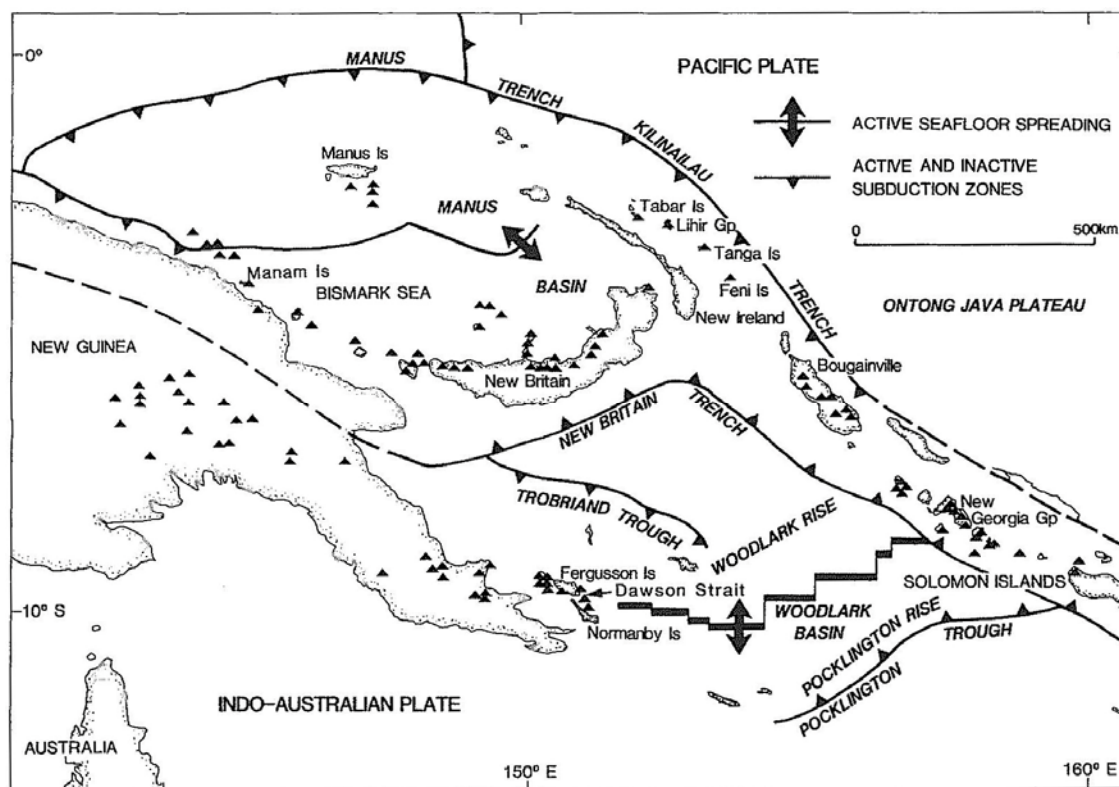 0°
MANUS
TRENCH
PACIFIC PLATE
ACTIVE SEAFLOOR SPREADING
KILINAILAU
Manus Is
ACTIVE AND INACTIVE
SUBDUCTION ZONES
MANUS
Tabar Is
Lihir Gp
0
500km
Tanga Is
Manam Is
BISMARK SEA
BASIN
Feni Is
TRENCH
ONTONG JAVA PLATEAU
New Ireland
NEW GUINEA
Bougainville
New Britain
NEW BRITAIN
TRENCH
TROBRIAND TROUGH
WOODLARK RISE
New
Georgia Gp
Fergusson Is
Dawson Strait
SOLOMON ISLANDS
10° S
Normanby Is
WOODLARK
BASIN
POCKLINGTON RISE
TROUGH
POCKLINGTON
INDO-AUSTRALIAN PLATE
AUSTRALIA
150° E
160° E